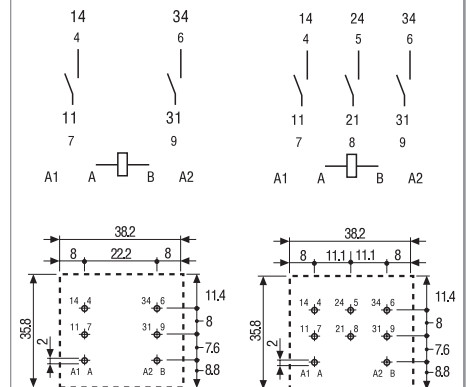 14 34
4 6
11 31
7 9
A1 A B A2
14 24 34
4 5 6
11 21 31
7 8 9
A1 A B A2
38.2
8 22.2 8
35.8
2
14 4 34 6
11 7 31 9
A1 A A2 B
11.4
8
7.6
8.8
38.2
8 11.1 11.1 8
35.8
2
14 4 24 5 34 6
11 7 21 8 31 9
A1 A A2 B
11.4
8
7.6
8.8